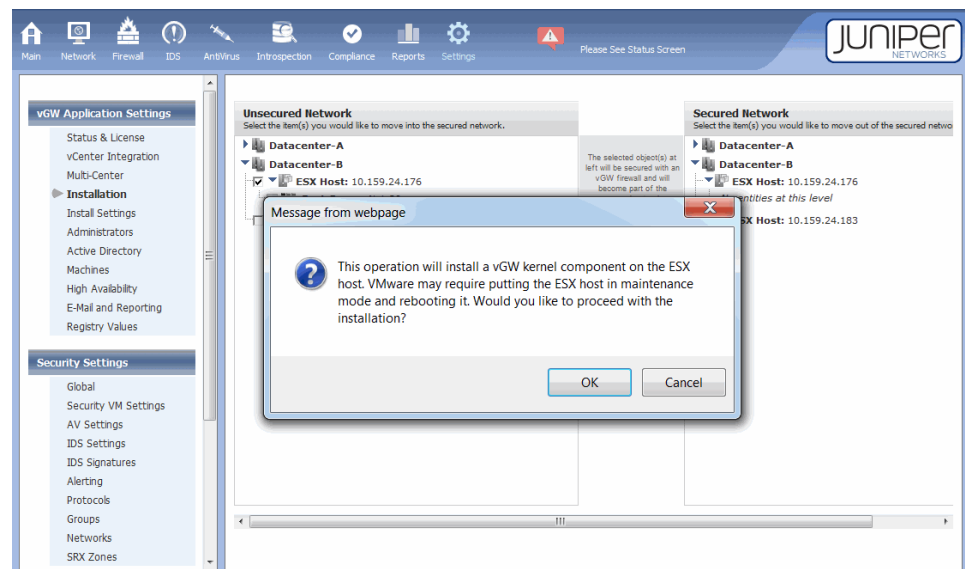 Main
Network
Firewall
IDS
AntiVirus
Introspection
Compliance
Reports
Settings
Please See Status Screen
JUNIPER
NETWORKS
vGW Application Settings
Status & License
vCenter Integration
Multi-Center
Installation
Install Settings
Administrators
Active Directory
Machines
High Availability
E-Mail and Reporting
Registry Values
Security Settings
Global
Security VM Settings
AV Settings
IDS Settings
IDS Signatures
Alerting
Protocols
Groups
Networks
SRX Zones
Unsecured Network
Select the item(s) you would like to move into the secured network.
Datacenter-A
Datacenter-B
ESX Host: 10.159.24.176
The selected object(s) at
left will be secured with an
vGW firewall and will
become part of the
Secured Network
Select the item(s) you would like to move out of the secured netwo
Datacenter-A
Datacenter-B
ESX Host: 10.159.24.176
entities at this level
SX Host: 10.159.24.183
Message from webpage
This operation will install a vGW kernel component on the ESX
host. VMware may require putting the ESX host in maintenance
mode and rebooting it. Would you like to proceed with the
installation?
OK
Cancel